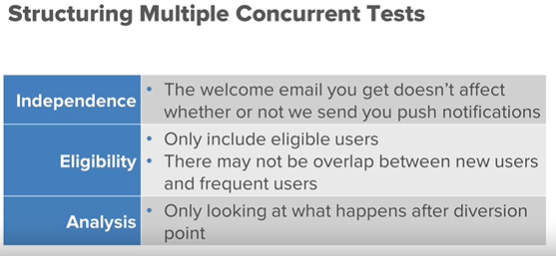 Structuring Multiple Concurrent Tests
Independence
• The welcome email you get doesn't affect
whether or not we send you push notifications
Eligibility
• Only include eligible users
• There may not be overlap between new users
and frequent users
Analysis
• Only looking at what happens after diversion
point